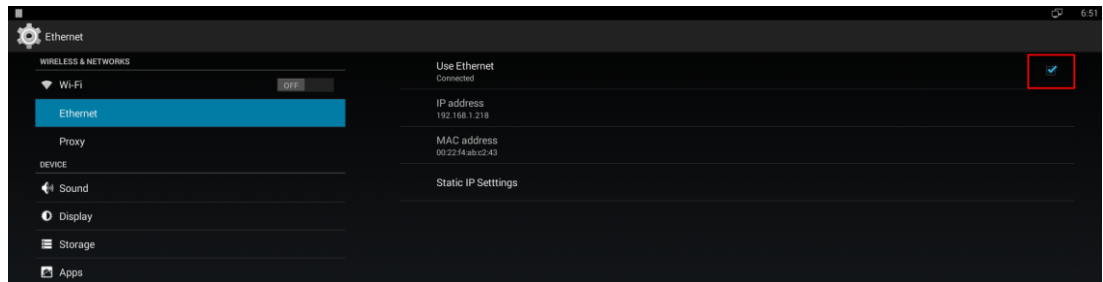 6:51
Ethernet
WIRELESS & NETWORKS
Wi-Fi
OFF
Ethernet
Proxy
DEVICE
Sound
Display
Storage
Apps
Use Ethernet
Connected
IP address
192.168.1.218
MAC address
00:22:f4:ab:c2:43
Static IP Setttings